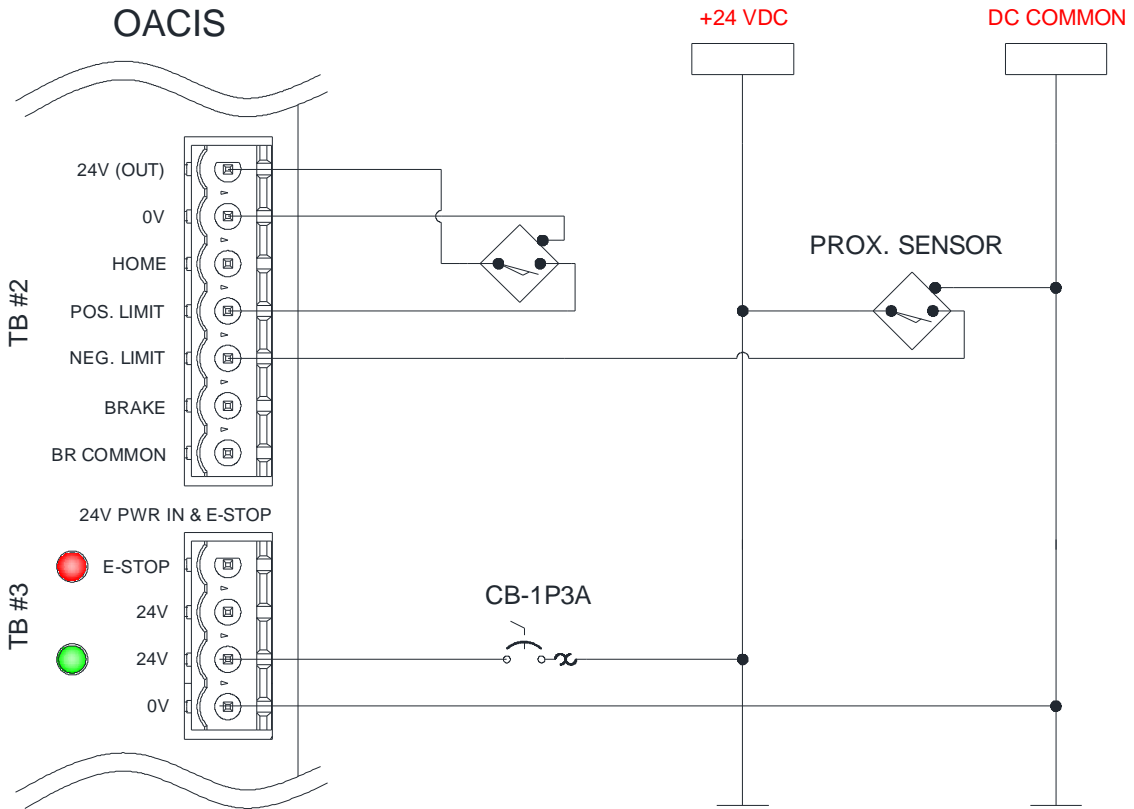 OACIS
+24 VDC
DC COMMON
24V (OUT)
0V
HOME
POS. LIMIT
NEG. LIMIT
BRAKE
BR COMMON
TB #2
PROX. SENSOR
24V PWR IN & E-STOP
E-STOP
24V
24V
0V
TB #3
CB-1P3A